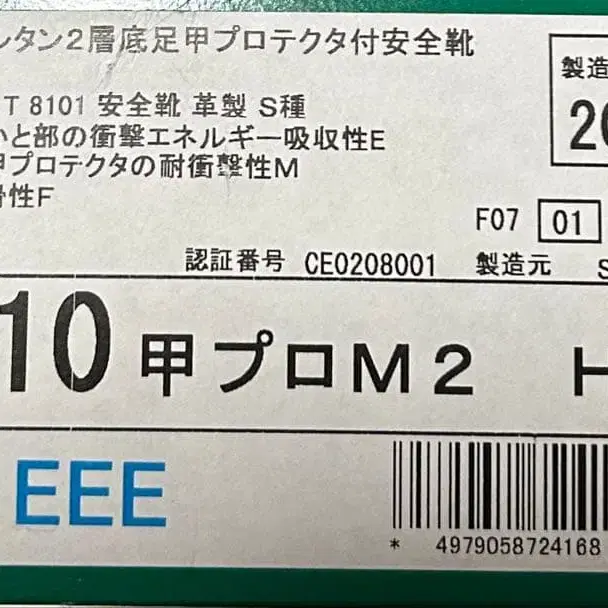 レタン2層底足甲プロテクタ付安全靴
製造
T 8101 安全靴 革製 S種
20
いと部の衝撃エネルギー吸収性E
甲プロテクタの耐衝撃性M
骨性F
F07 01
認証番号 CE0208001 製造元 S
10 甲プロM2 H
EEE
* 4979058724168